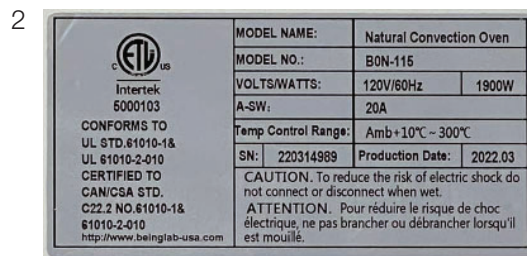 2
C ETL US
Intertek
5000103
CONFORMS TO
UL STD.61010-1&
UL 61010-2-010
CERTIFIED TO
CAN/CSA STD.
C22.2 NO.61010-1&
61010-2-010
http://www.beinglab-usa.com
MODEL NAME: Natural Convection Oven
MODEL NO.: B0N-115
VOLTS/WATTS: 120V/60Hz 1900W
A-SW: 20A
Temp Control Range: Amb+10℃ ~ 300℃
SN: 220314989 Production Date: 2022.03
CAUTION. To reduce the risk of electric shock do
not connect or disconnect when wet.
ATTENTION. Pour réduire le risque de choc
électrique, ne pas brancher ou débrancher lorsqu'il
est mouillé.